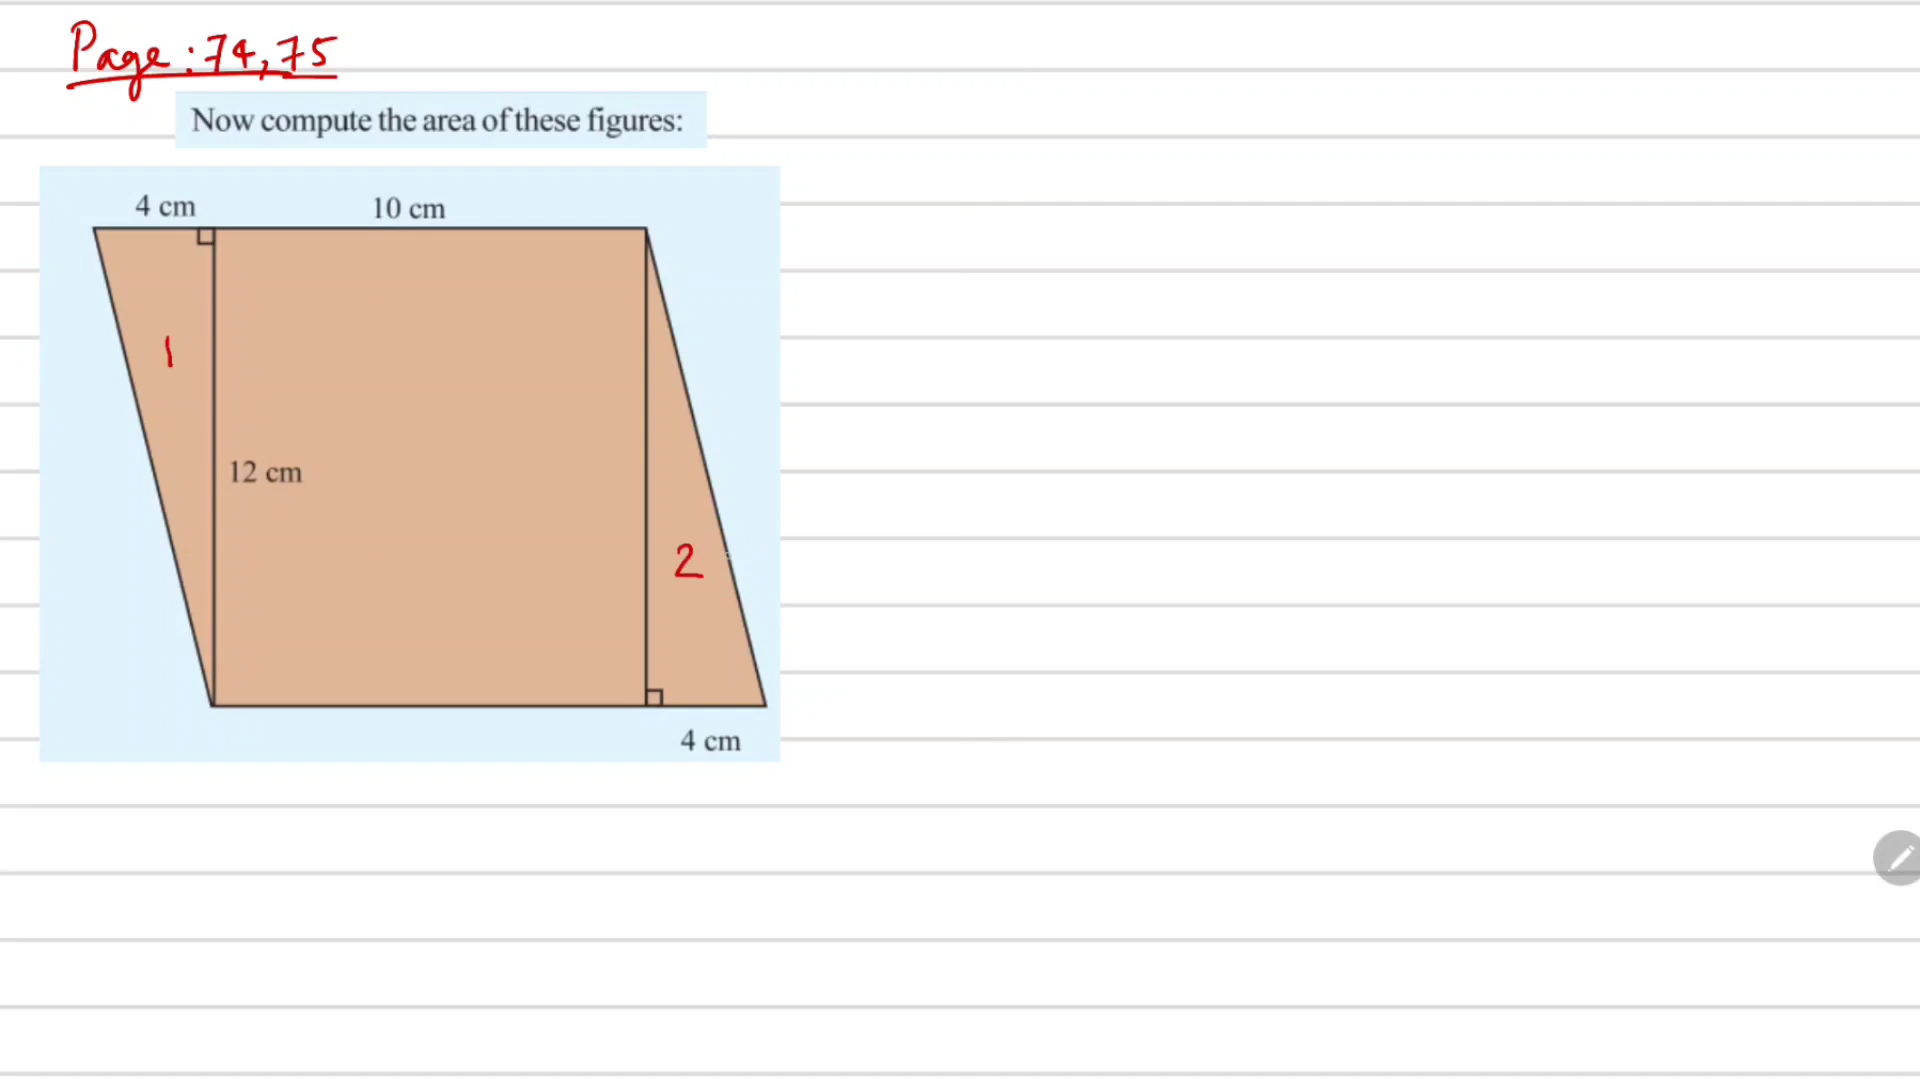 Page: 74, 75
Now compute the area of these figures:
4 cm
10 cm
1
12 cm
2
4 cm